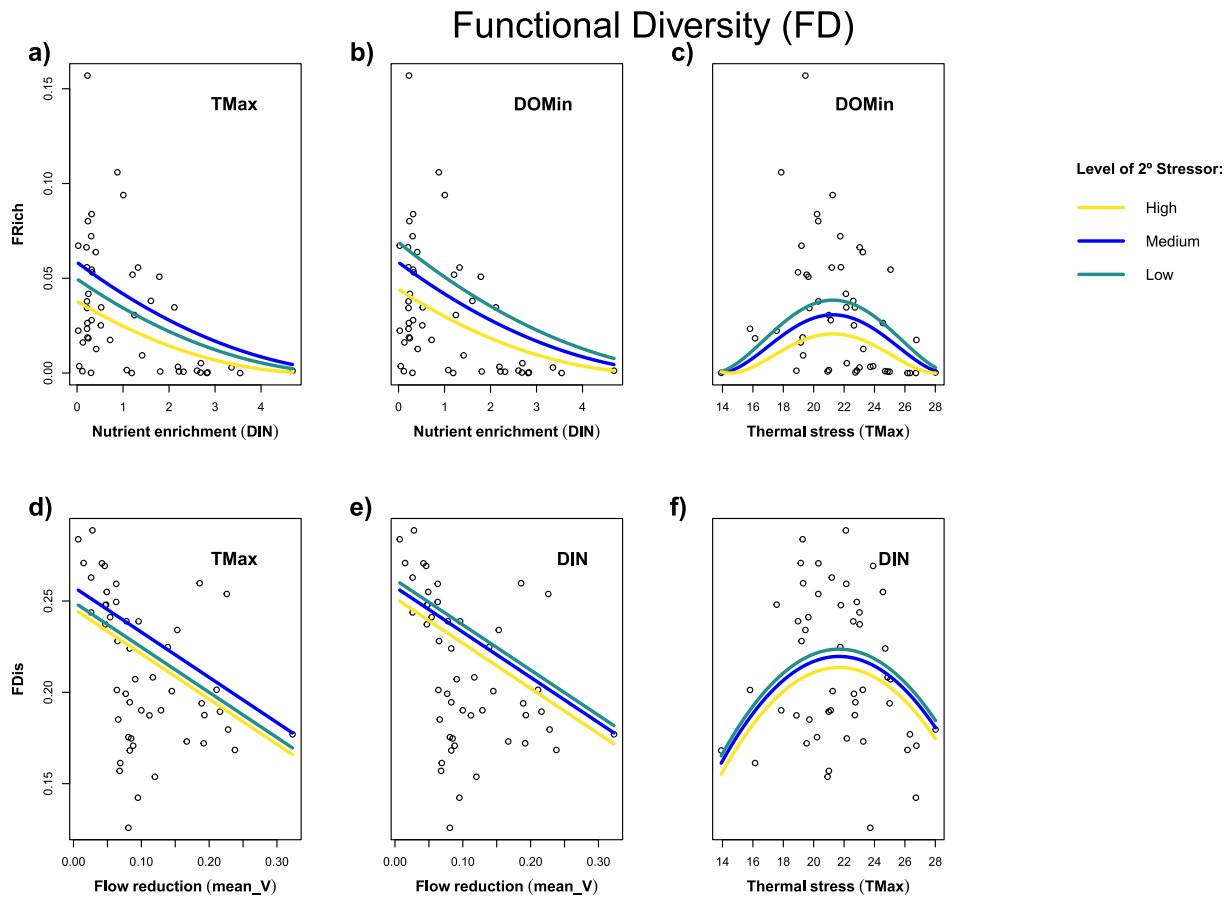 Functional Diversity (FD)
a)
b)
c)
TMax
DOMin
DOMin
FRich
0.00
0.05
0.10
0.15
0 1 2 3 4
Nutrient enrichment (DIN)
0 1 2 3 4
Nutrient enrichment (DIN)
14 16 18 20 22 24 26 28
Thermal stress (TMax)
Level of 2º Stressor:
High
Medium
Low
d)
e)
f)
TMax
DIN
DIN
FDis
0.15
0.20
0.25
0.00 0.10 0.20 0.30
Flow reduction (mean_V)
0.00 0.10 0.20 0.30
Flow reduction (mean_V)
14 16 18 20 22 24 26 28
Thermal stress (TMax)